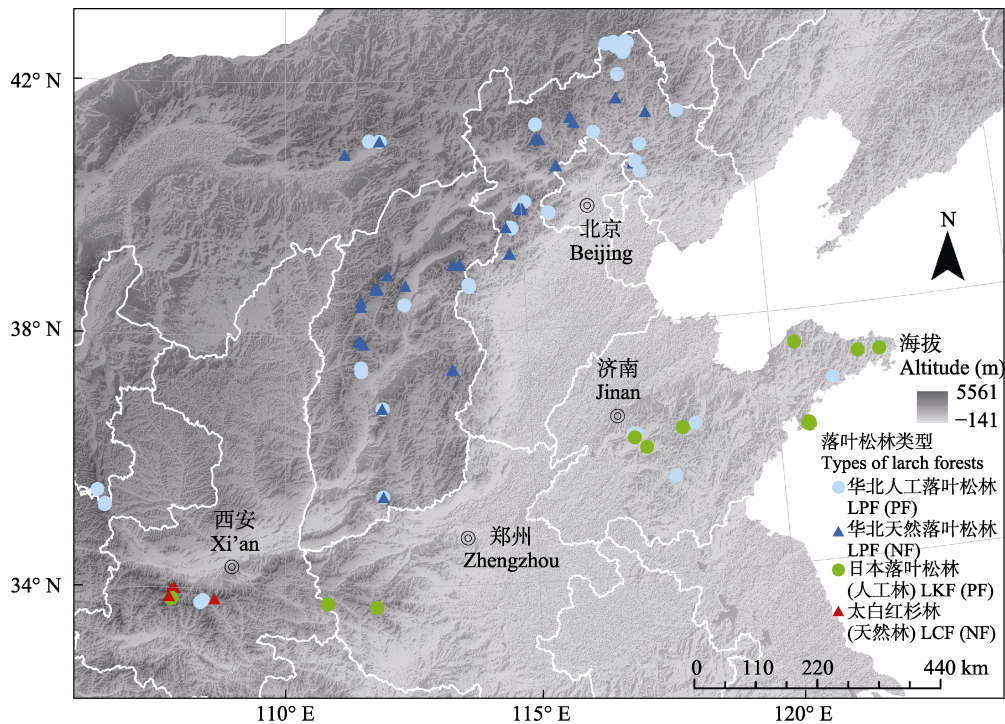 42° N
38° N
34° N
110° E
115° E
120° E
北京
Beijing
济南
Jinan
西安
Xi’an
郑州
Zhengzhou
N
海拔
Altitude (m)
5561
−141
落叶松林类型
Types of larch forests
华北人工落叶松林
LPF (PF)
华北天然落叶松林
LPF (NF)
日本落叶松林
(人工林) LKF (PF)
太白红杉林
(天然林) LCF (NF)
0 110 220 440 km